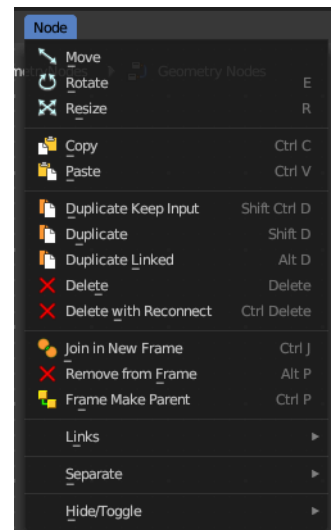 Node
Move
Geometry Nodes
Rotate E
Resize R
Copy Ctrl C
Paste Ctrl V
Duplicate Keep Input Shift Ctrl D
Duplicate Shift D
Duplicate Linked Alt D
Delete Delete
Delete with Reconnect Ctrl Delete
Join in New Frame Ctrl J
Remove from Frame Alt P
Frame Make Parent Ctrl P
Links
Separate
Hide/Toggle